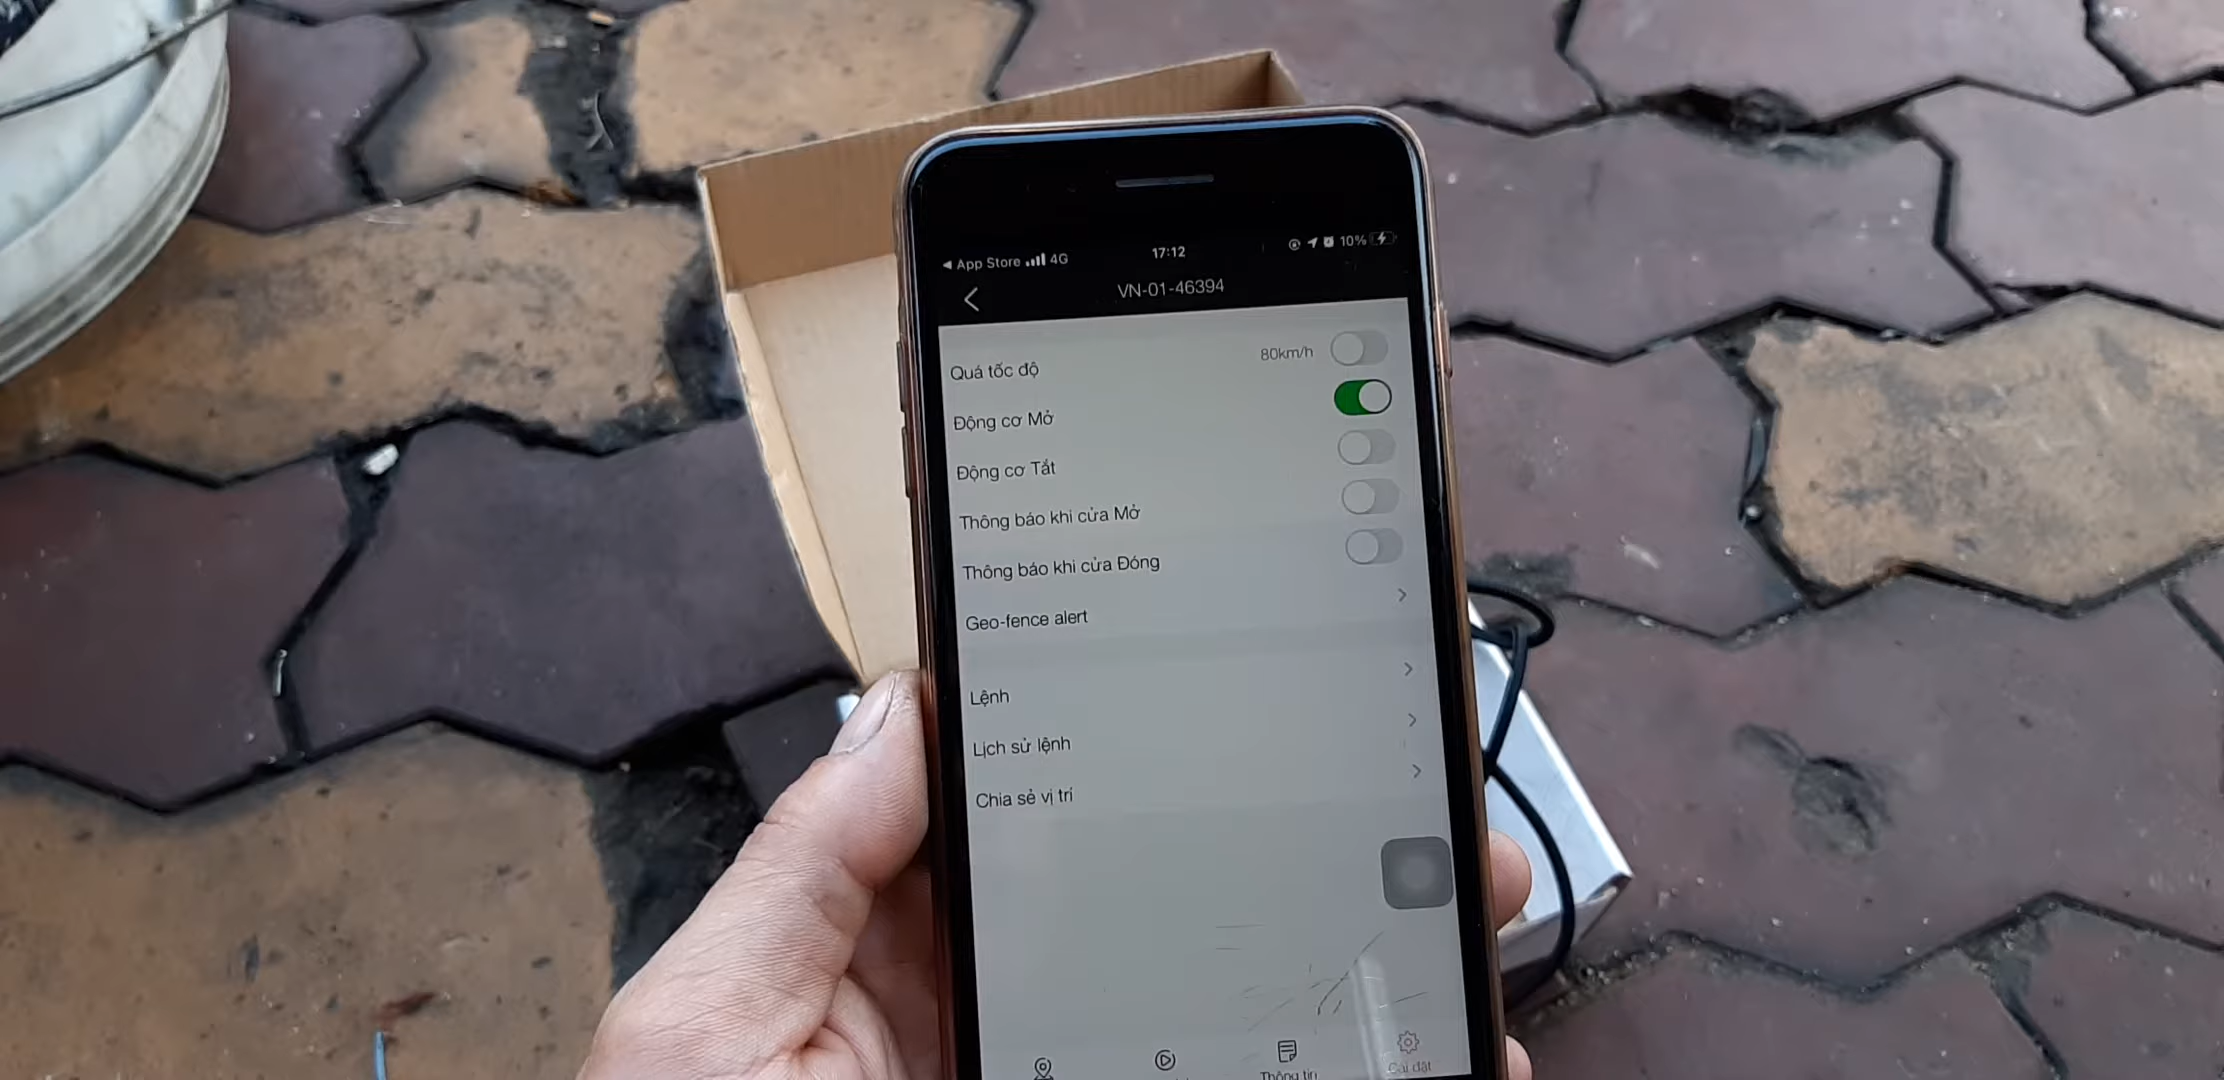 App Store 4G 17:12 10%
VN-01-46394
Quá tốc độ 80km/h
Động cơ Mở
Động cơ Tắt
Thông báo khi cửa Mở
Thông báo khi cửa Đóng
Geo-fence alert
Lệnh
Lịch sử lệnh
Chia sẻ vị trí
Thông tin Cài đặt